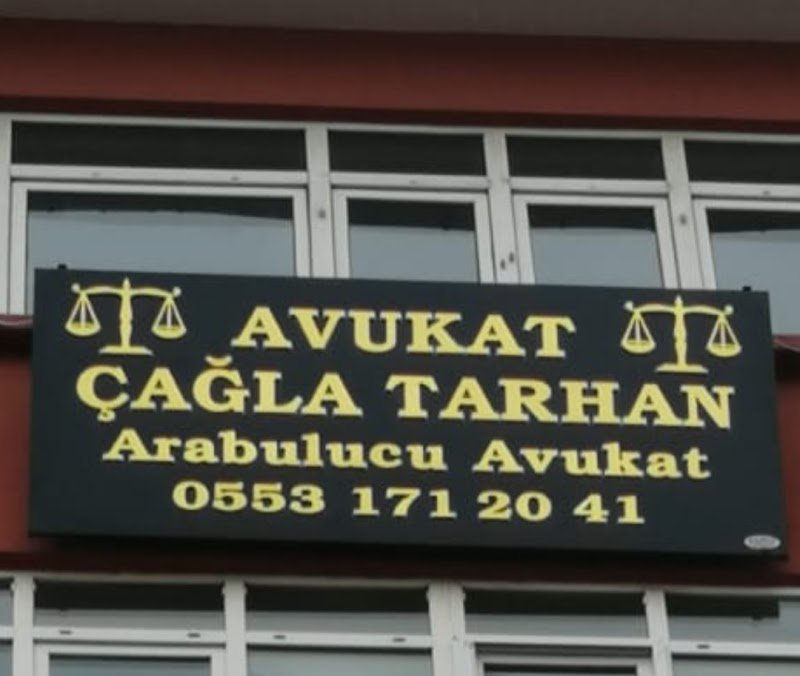 AVUKAT
ÇAĞLA TARHAN
Arabulucu Avukat
0553 171 20 41